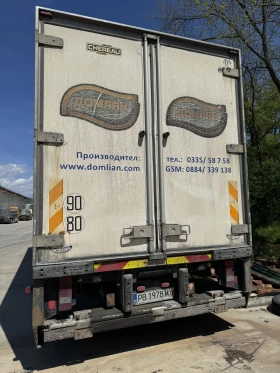 CHEREAU
ДОМЛЯН
ДОМЛЯН
Производител: тел.: 0335/ 58 7 58
www.domlian.com GSM: 0884/ 339 138
90
80
PB 1978 M